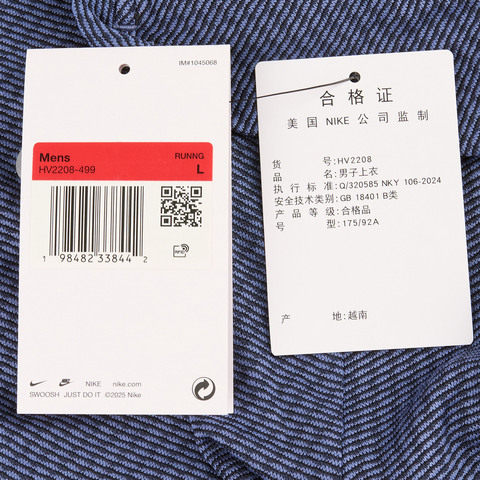 IM#1045068
Mens
RUNNG
HV2208-499
L
1 98482 33844 2
RFID
NIKE nike.com
SWOOSH JUST DO IT ©2025 Nike
合格证
美国 NIKE 公司监制
货号:HV2208
品名:男子上衣
执行标准:Q/320585 NKY 106-2024
安全技术类别:GB 18401 B类
产品等级:合格品
号型:175/92A
产地:越南